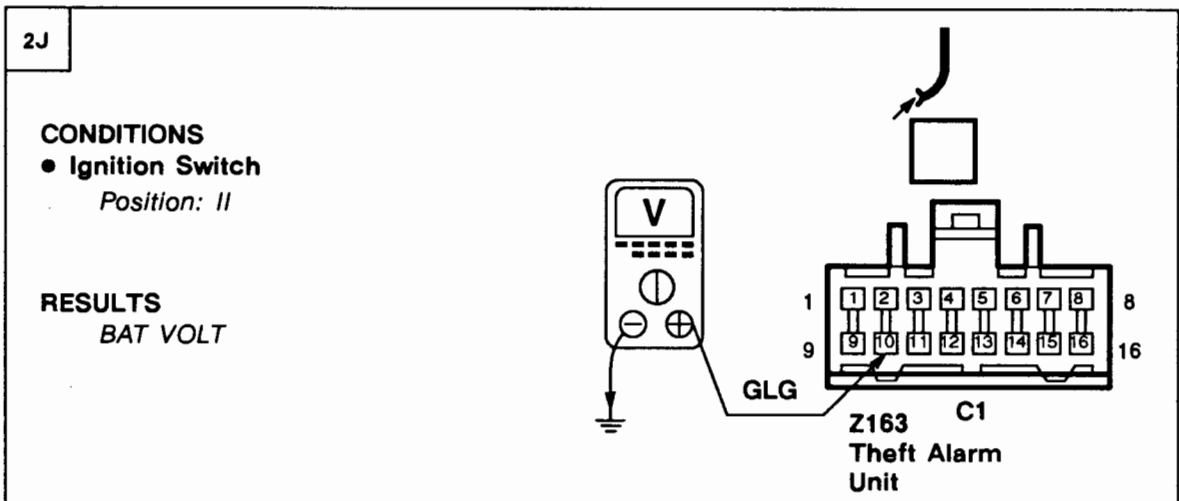 2J
CONDITIONS
● Ignition Switch
Position: II
RESULTS
BAT VOLT
V
GLG
1 1 2 3 4 5 6 7 8 8
9 9 10 11 12 13 14 15 16 16
C1
Z163
Theft Alarm
Unit